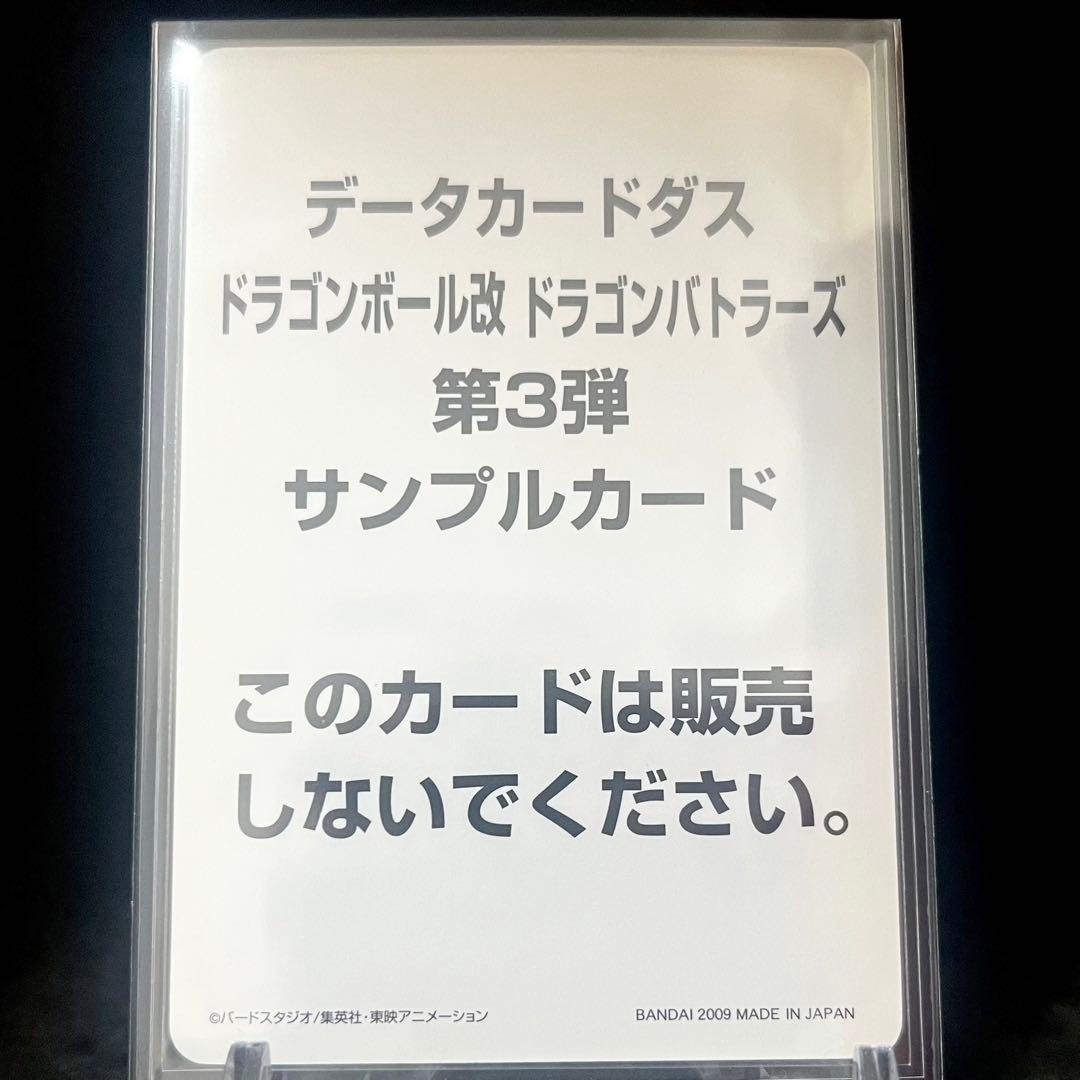 データカードダス
ドラゴンボール改 ドラゴンバトラーズ
第3弾
サンプルカード
このカードは販売
しないでください。
©バードスタジオ/集英社・東映アニメーション
BANDAI 2009 MADE IN JAPAN